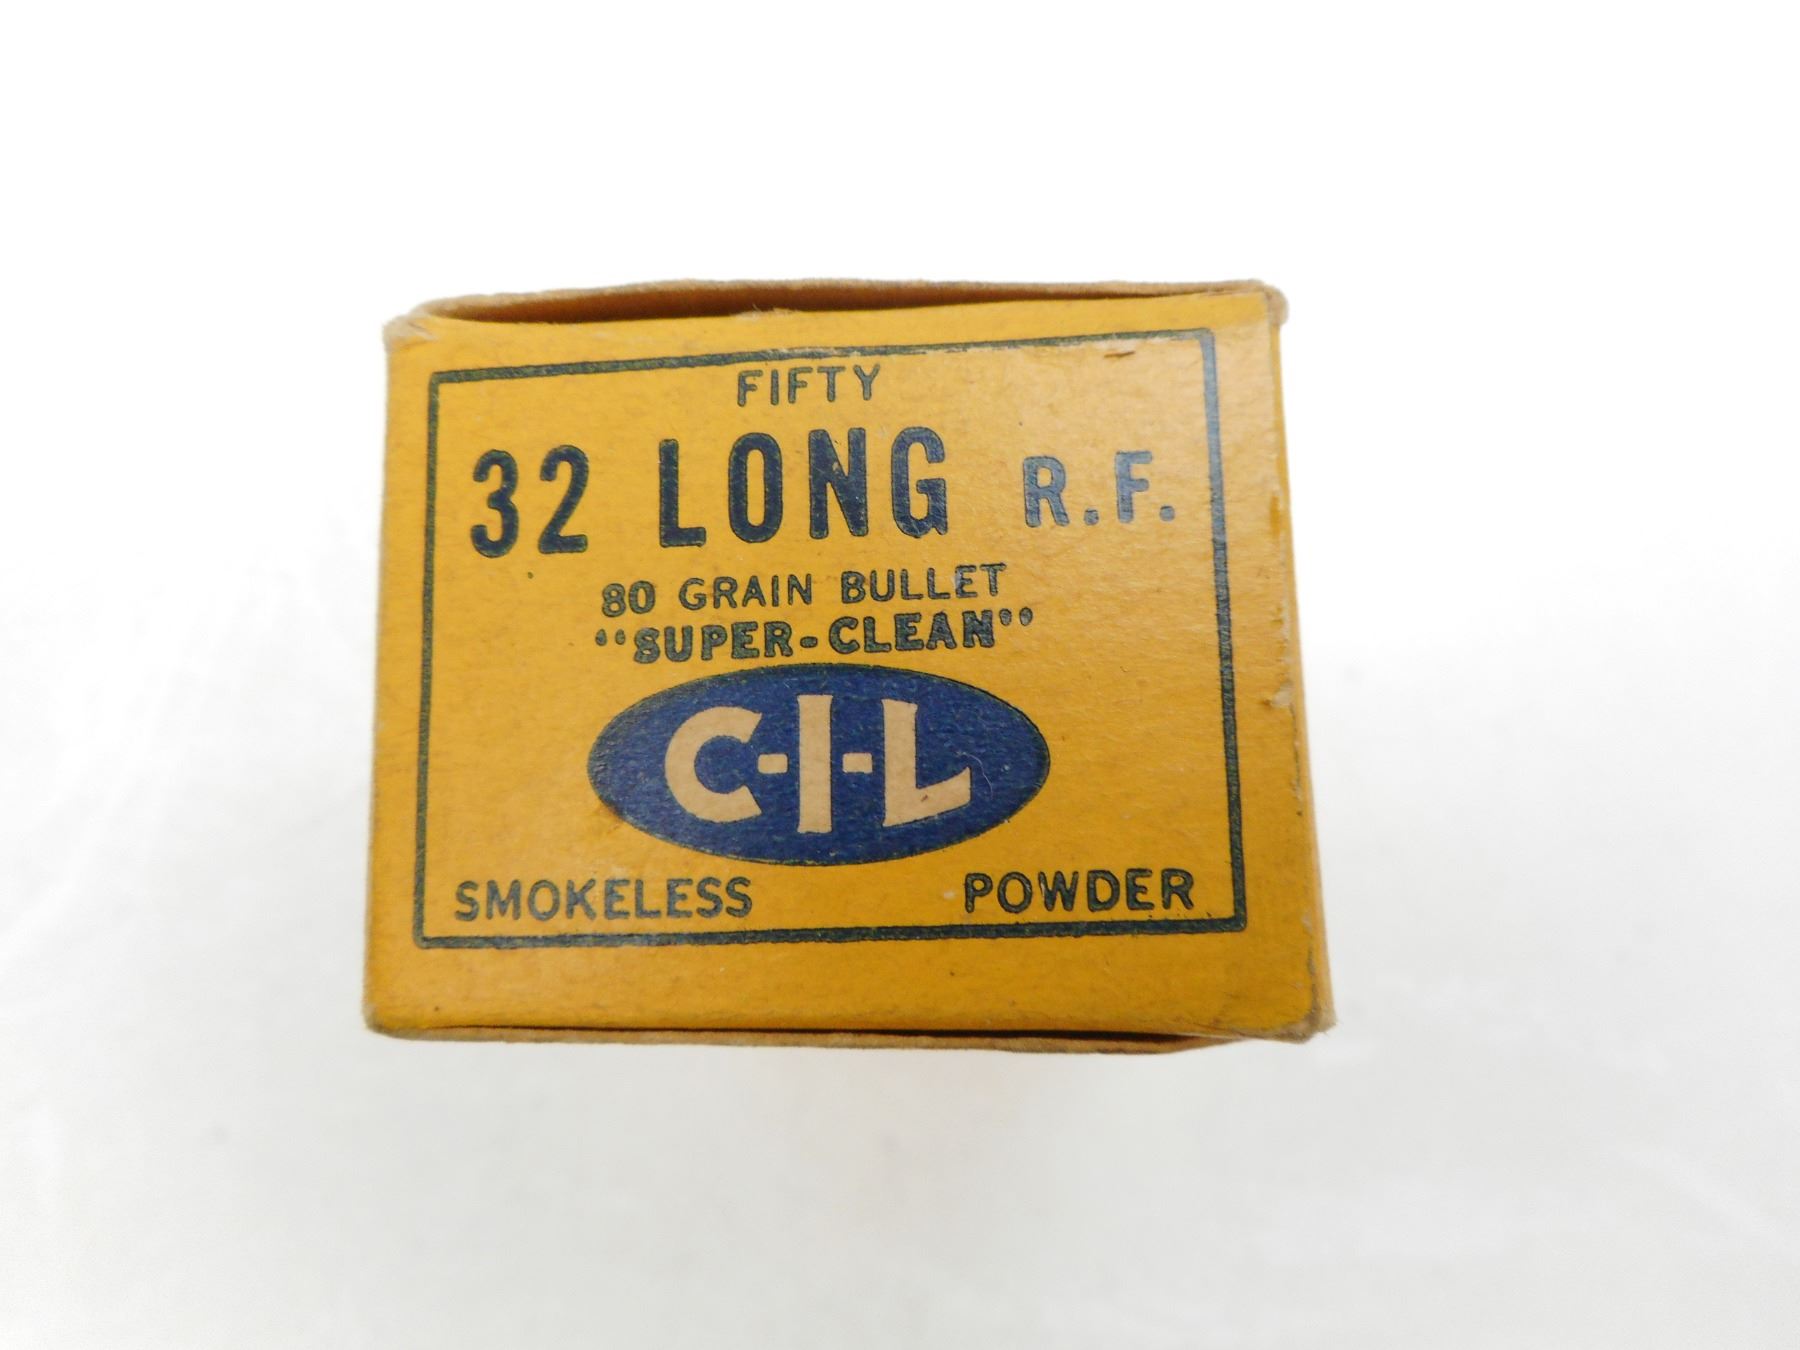 FIFTY
32 LONG R.F.
80 GRAIN BULLET
"SUPER-CLEAN"
C-I-L
SMOKELESS POWDER